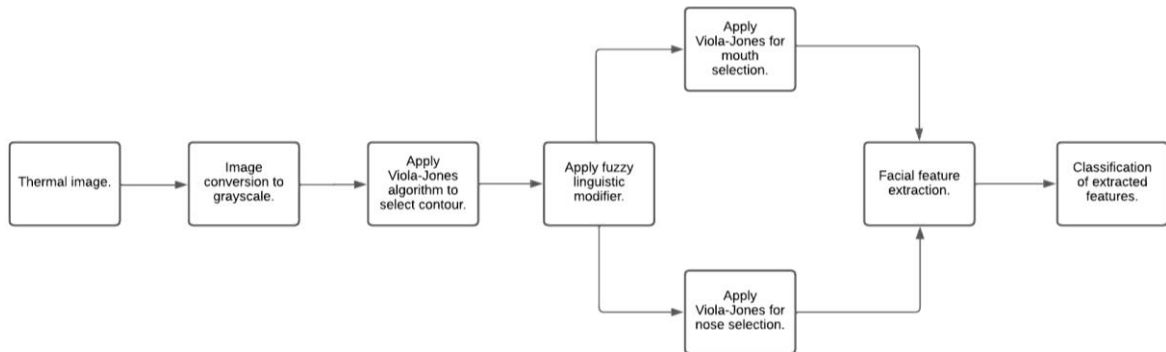 Thermal image.
Image
conversion to
grayscale.
Apply
Viola-Jones
algorithm to
select contour.
Apply fuzzy
linguistic
modifier.
Apply
Viola-Jones for
mouth
selection.
Apply
Viola-Jones for
nose selection.
Facial feature
extraction.
Classification
of extracted
features.